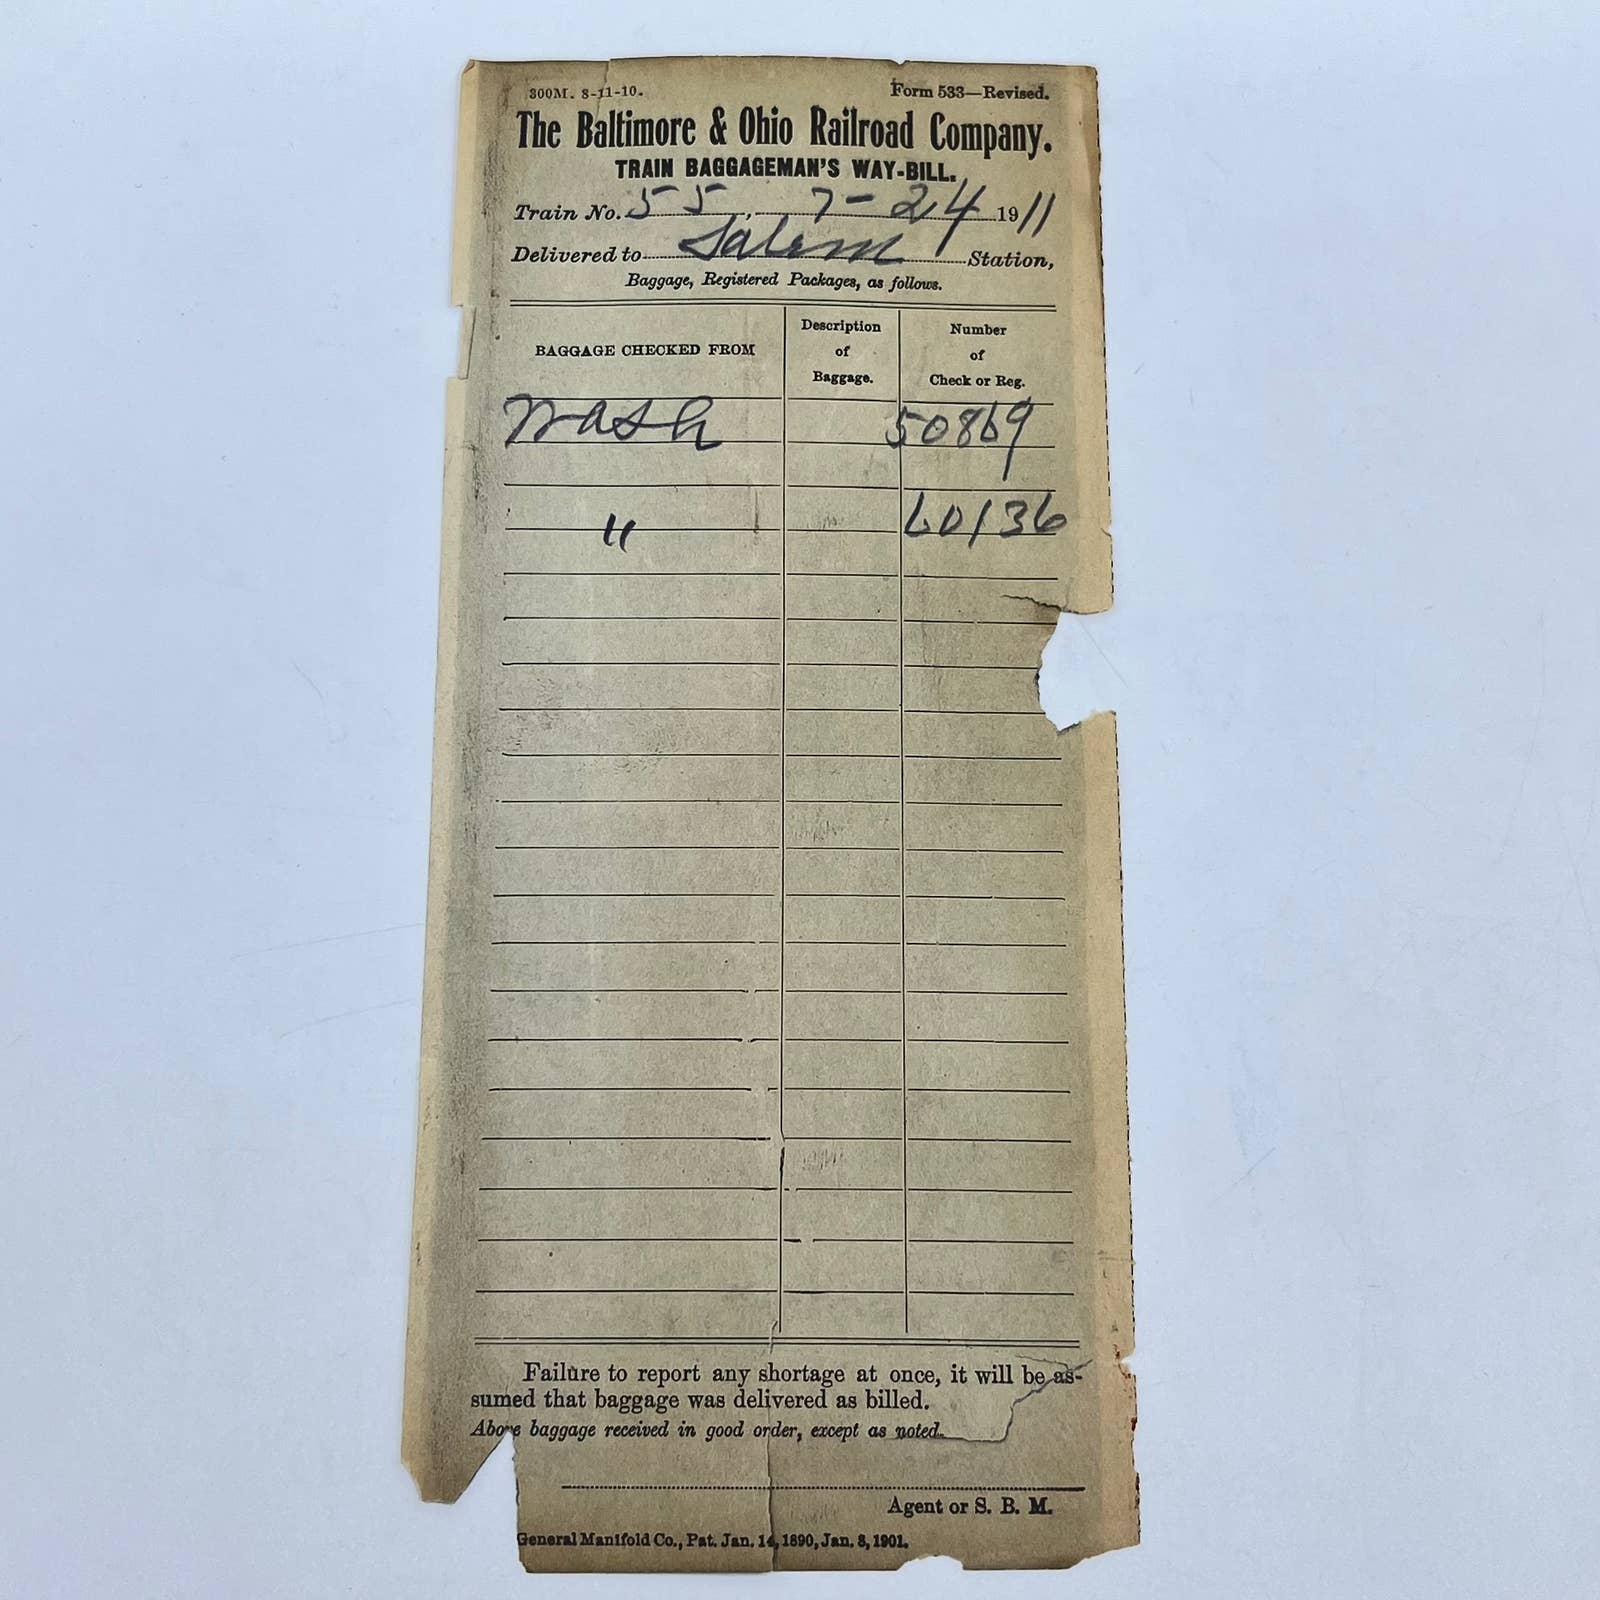 300M. 8-11-10. Form 533—Revised.
The Baltimore & Ohio Railroad Company.
TRAIN BAGGAGEMAN'S WAY-BILL.
Train No. 55, 7-24 1911
Delivered to Salem Station,
Baggage, Registered Packages, as follows.
BAGGAGE CHECKED FROM
Description of Baggage.
Number of Check or Reg.
Wash 50869
" 60136
Failure to report any shortage at once, it will be as-
sumed that baggage was delivered as billed.
Above baggage received in good order, except as noted.
Agent or S. B. M.
General Manifold Co., Pat. Jan. 14, 1890, Jan. 8, 1901.